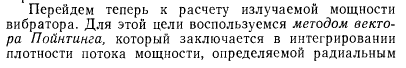 Перейдем теперь к расчету излучаемой мощности
вибратора. Для этой цели воспользуемся методом векто-
ра Пойнтинга, который заключается в интегрировании
плотности потока мощности, определяемой радиальным